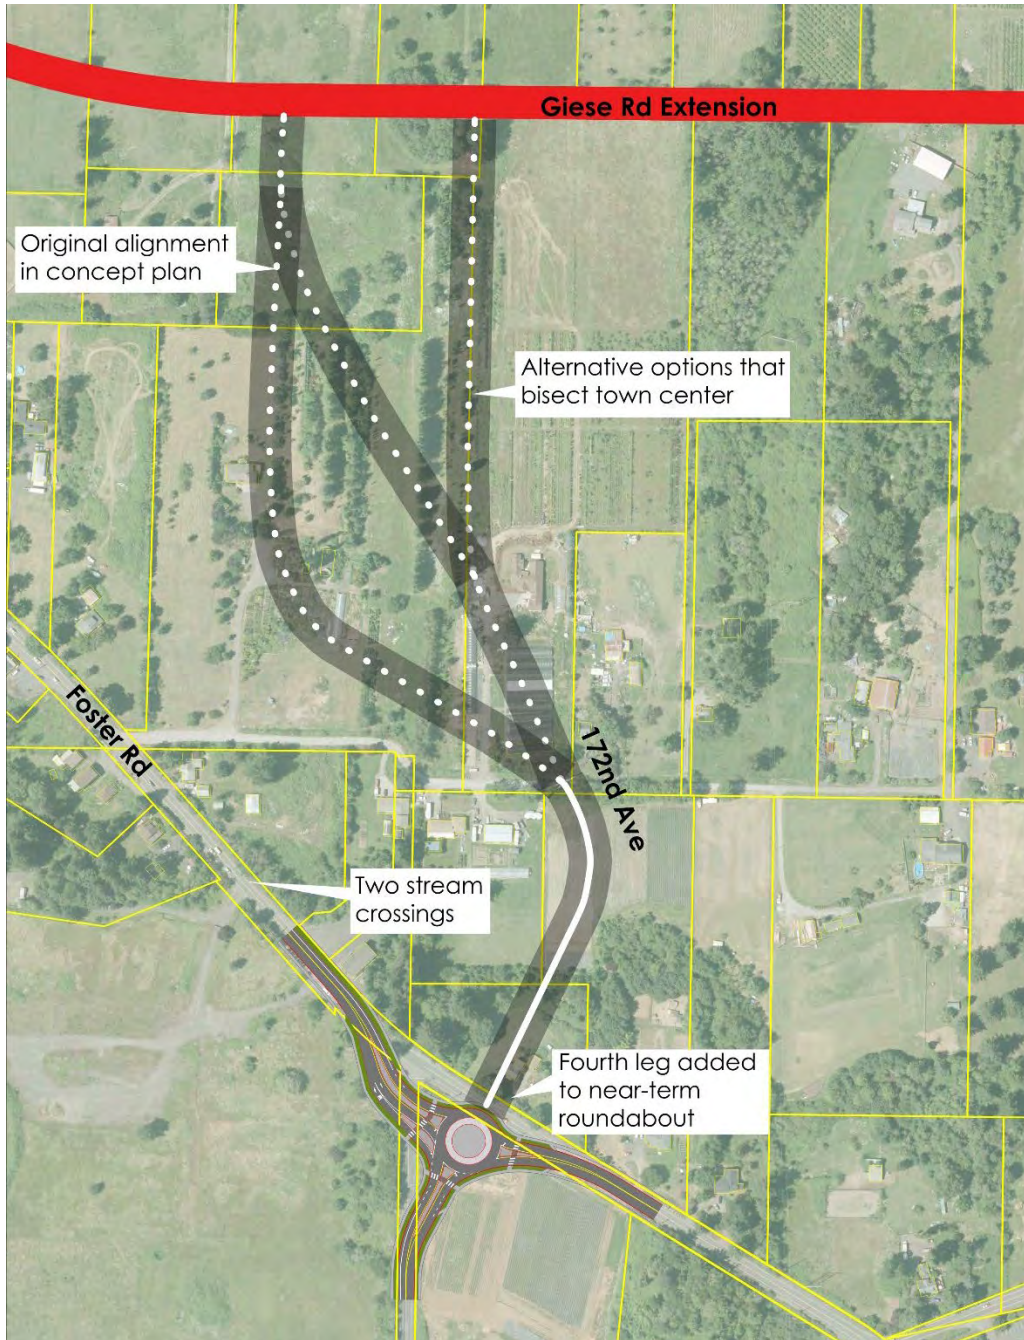 Giese Rd Extension
Original alignment
in concept plan
Alternative options that
bisect town center
172nd Ave
Foster Rd
Two stream
crossings
Fourth leg added
to near-term
roundabout